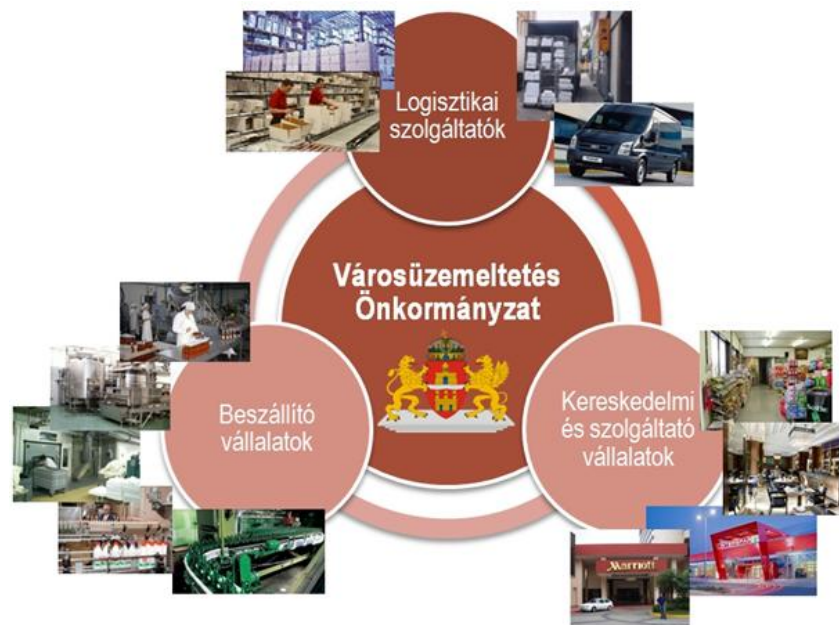 Logisztikai
szolgáltatók
Városüzemeltetés
Önkormányzat
Beszállító
vállalatok
Kereskedelmi
és szolgáltató
vállalatok
Marriott